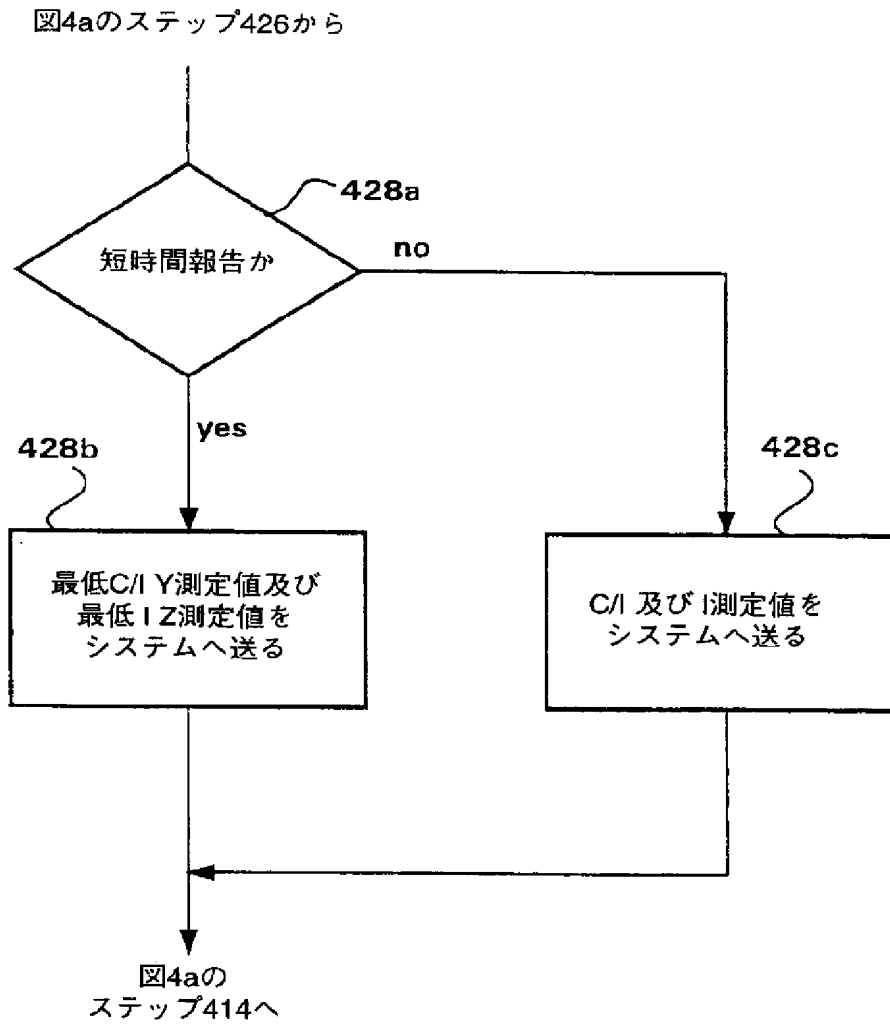 図4aのステップ426から
428a
短時間報告か
no
yes
428b
428c
最低C/I Y測定値及び
最低 I Z測定値を
システムへ送る
C/I 及び I測定値を
システムへ送る
図4aの
ステップ414へ